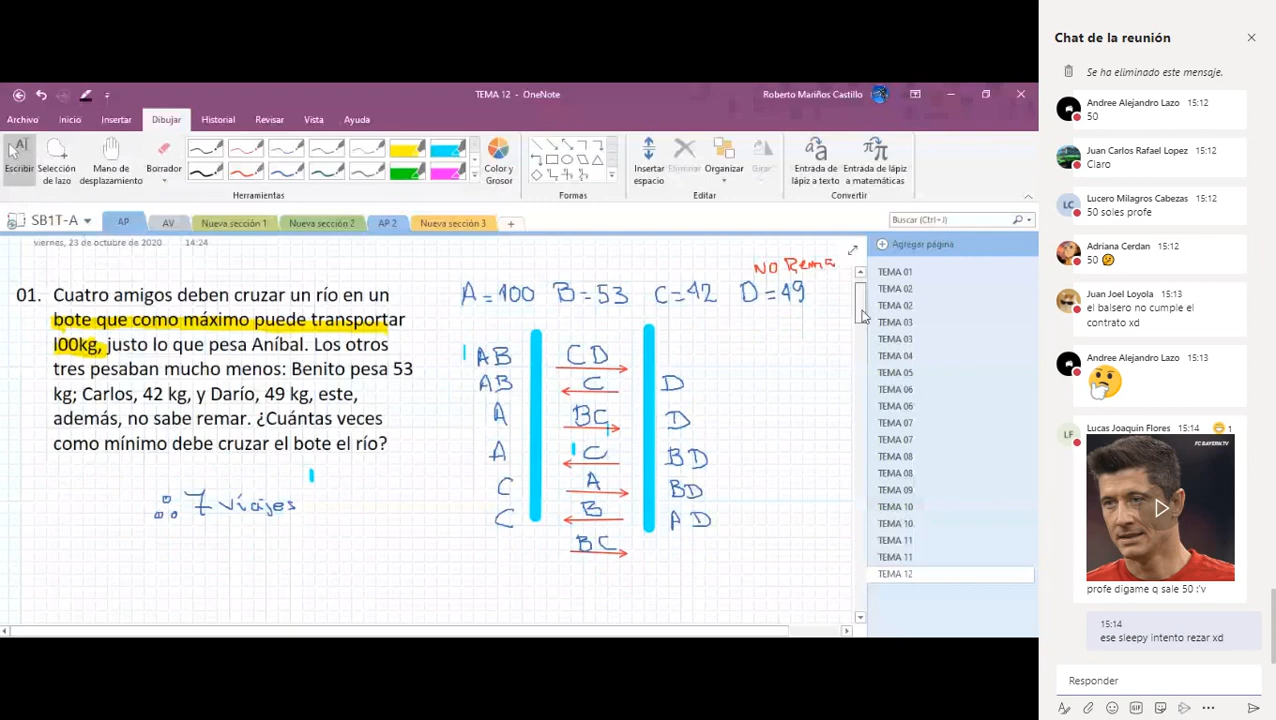 TEMA 12 - OneNote
Roberto Mariños Castillo
Archivo Inicio Insertar Dibujar Historial Revisar Vista Ayuda
Escribir
Selección de lazo
Mano de desplazamiento
Borrador
Color y Grosor
Insertar espacio
Eliminar
Organizar
Girar
Entrada de lápiz a texto
Entrada de lápiz a matemáticas
Herramientas
Formas
Editar
Convertir
SB1T-A
AP
AV
Nueva sección 1
Nueva sección 2
AP 2
Nueva sección 3
Buscar (Ctrl+J)
viernes, 23 de octubre de 2020 14:24
01. Cuatro amigos deben cruzar un río en un
bote que como máximo puede transportar
l00kg, justo lo que pesa Aníbal. Los otros
tres pesaban mucho menos: Benito pesa 53
kg; Carlos, 42 kg, y Darío, 49 kg, este,
además, no sabe remar. ¿Cuántas veces
como mínimo debe cruzar el bote el río?
∴ 7 viajes
NO Rema
A = 100 B = 53 C = 42 D = 49
AB CD
AB C D
A BC D
A C BD
C A BD
C B AD
BC
Agregar página
TEMA 01
TEMA 02
TEMA 02
TEMA 03
TEMA 03
TEMA 04
TEMA 05
TEMA 06
TEMA 06
TEMA 07
TEMA 07
TEMA 08
TEMA 08
TEMA 09
TEMA 10
TEMA 10
TEMA 11
TEMA 11
TEMA 12
Chat de la reunión
Se ha eliminado este mensaje.
Andree Alejandro Lazo 15:12
50
Juan Carlos Rafael Lopez 15:12
Claro
LC
Lucero Migracios Cabezas 15:12
50 soles profe
Adriana Cerdan 15:12
50
Juan Joel Loyola 15:13
el balsero no cumple el
contrato xd
Andree Alejandro Lazo 15:13
LF
Lucas Joaquin Flores 15:14
1
FC BAYERN.TV
profe digame q sale 50 :'v
15:14
ese sleepy intento rezar xd
Responder
GIF